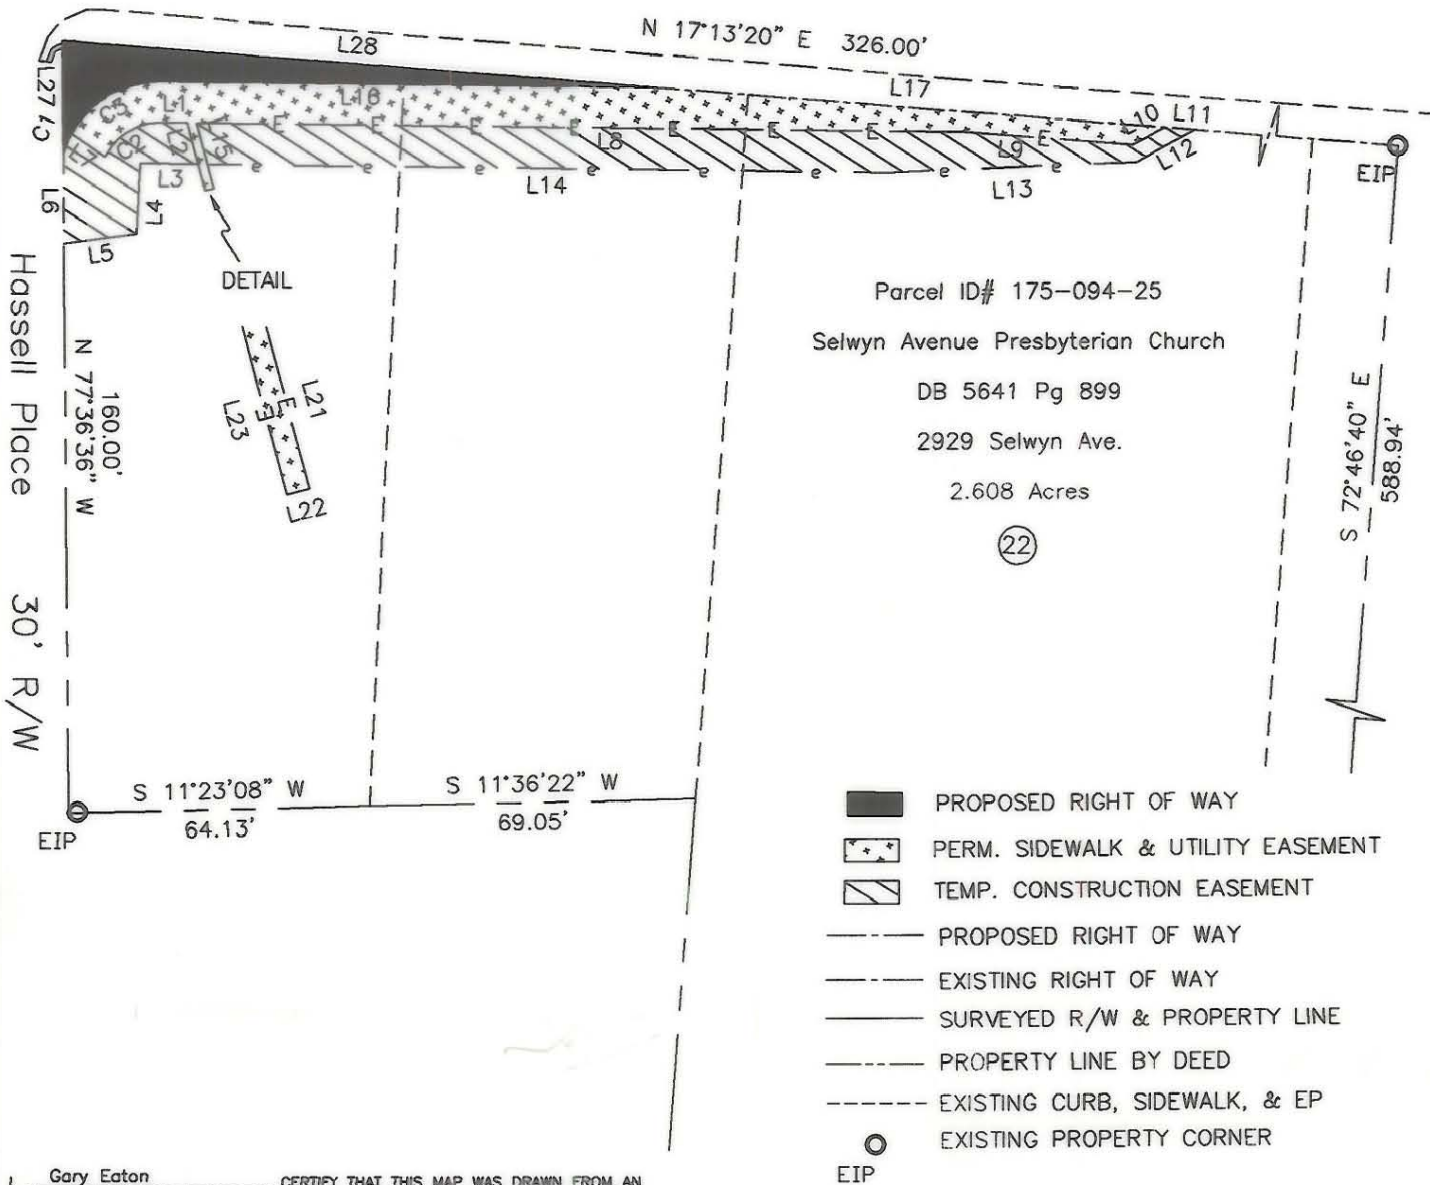 N 17°13'20" E 326.00'
L28
L17
L27
C3
L1
L16
L10
L11
C1
C2
L2
L15
E
E
E
E
E
E
E
L8
L9
E
L12
EIP
L3
e
e
e
L14
e
e
e
e
L13
e
L6
L4
L5
DETAIL
Hassell Place 30' R/W
N 77°36'36" W
160.00'
L21
E
E
L23
L22
Parcel ID# 175-094-25
Selwyn Avenue Presbyterian Church
DB 5641 Pg 899
2929 Selwyn Ave.
2.608 Acres
22
S 72°46'40" E
588.94'
S 11°23'08" W
64.13'
S 11°36'22" W
69.05'
EIP
PROPOSED RIGHT OF WAY
PERM. SIDEWALK & UTILITY EASEMENT
TEMP. CONSTRUCTION EASEMENT
PROPOSED RIGHT OF WAY
EXISTING RIGHT OF WAY
SURVEYED R/W & PROPERTY LINE
PROPERTY LINE BY DEED
EXISTING CURB, SIDEWALK, & EP
EXISTING PROPERTY CORNER
EIP
I, Gary Eaton CERTIFY THAT THIS MAP WAS DRAWN FROM AN